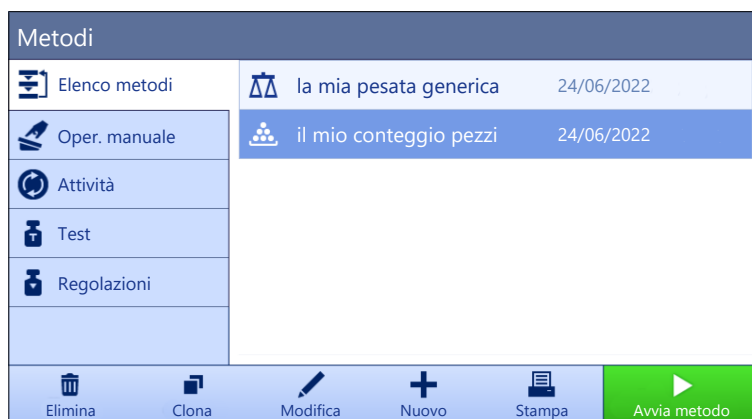 Metodi
Elenco metodi
la mia pesata generica 24/06/2022
Oper. manuale
il mio conteggio pezzi 24/06/2022
Attività
Test
Regolazioni
Elimina Clona Modifica Nuovo Stampa Avvia metodo